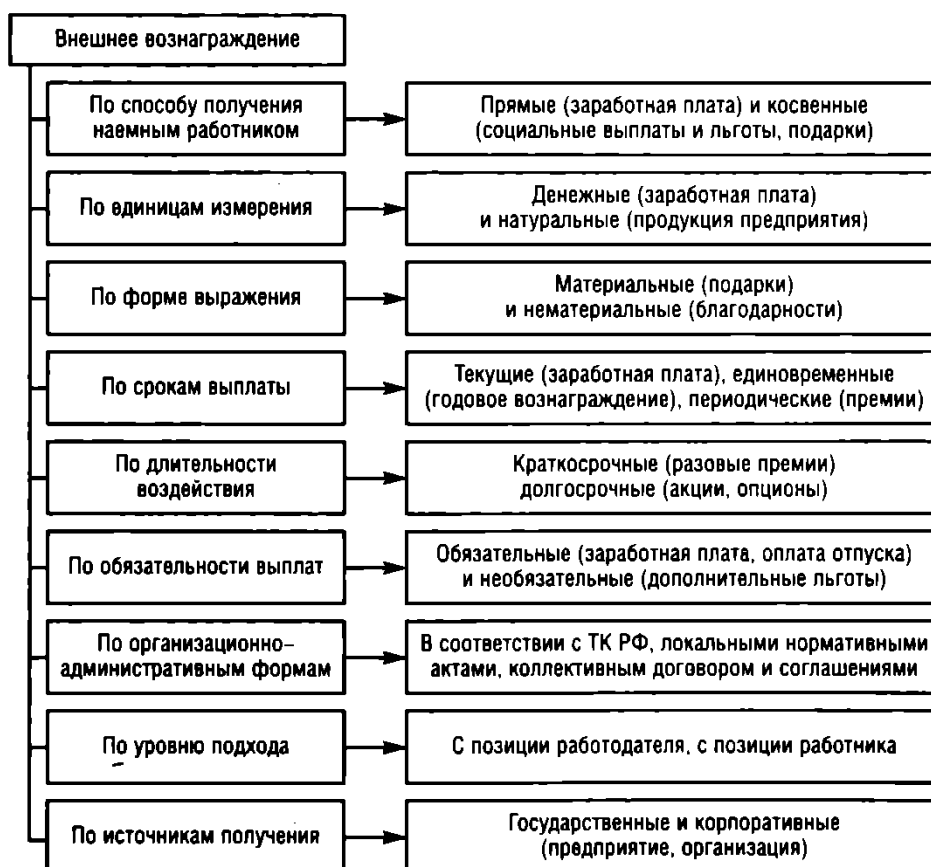 Внешнее вознаграждение
По способу получения
наемным работником
Прямые (заработная плата) и косвенные
(социальные выплаты и льготы, подарки)
По единицам измерения
Денежные (заработная плата)
и натуральные (продукция предприятия)
По форме выражения
Материальные (подарки)
и нематериальные (благодарности)
По срокам выплаты
Текущие (заработная плата), единовременные
(годовое вознаграждение), периодические (премии)
По длительности
воздействия
Краткосрочные (разовые премии)
долгосрочные (акции, опционы)
По обязательности выплат
Обязательные (заработная плата, оплата отпуска)
и необязательные (дополнительные льготы)
По организационно-
административным формам
В соответствии с ТК РФ, локальными нормативными
актами, коллективным договором и соглашениями
По уровню подхода
С позиции работодателя, с позиции работника
По источникам получения
Государственные и корпоративные
(предприятие, организация)